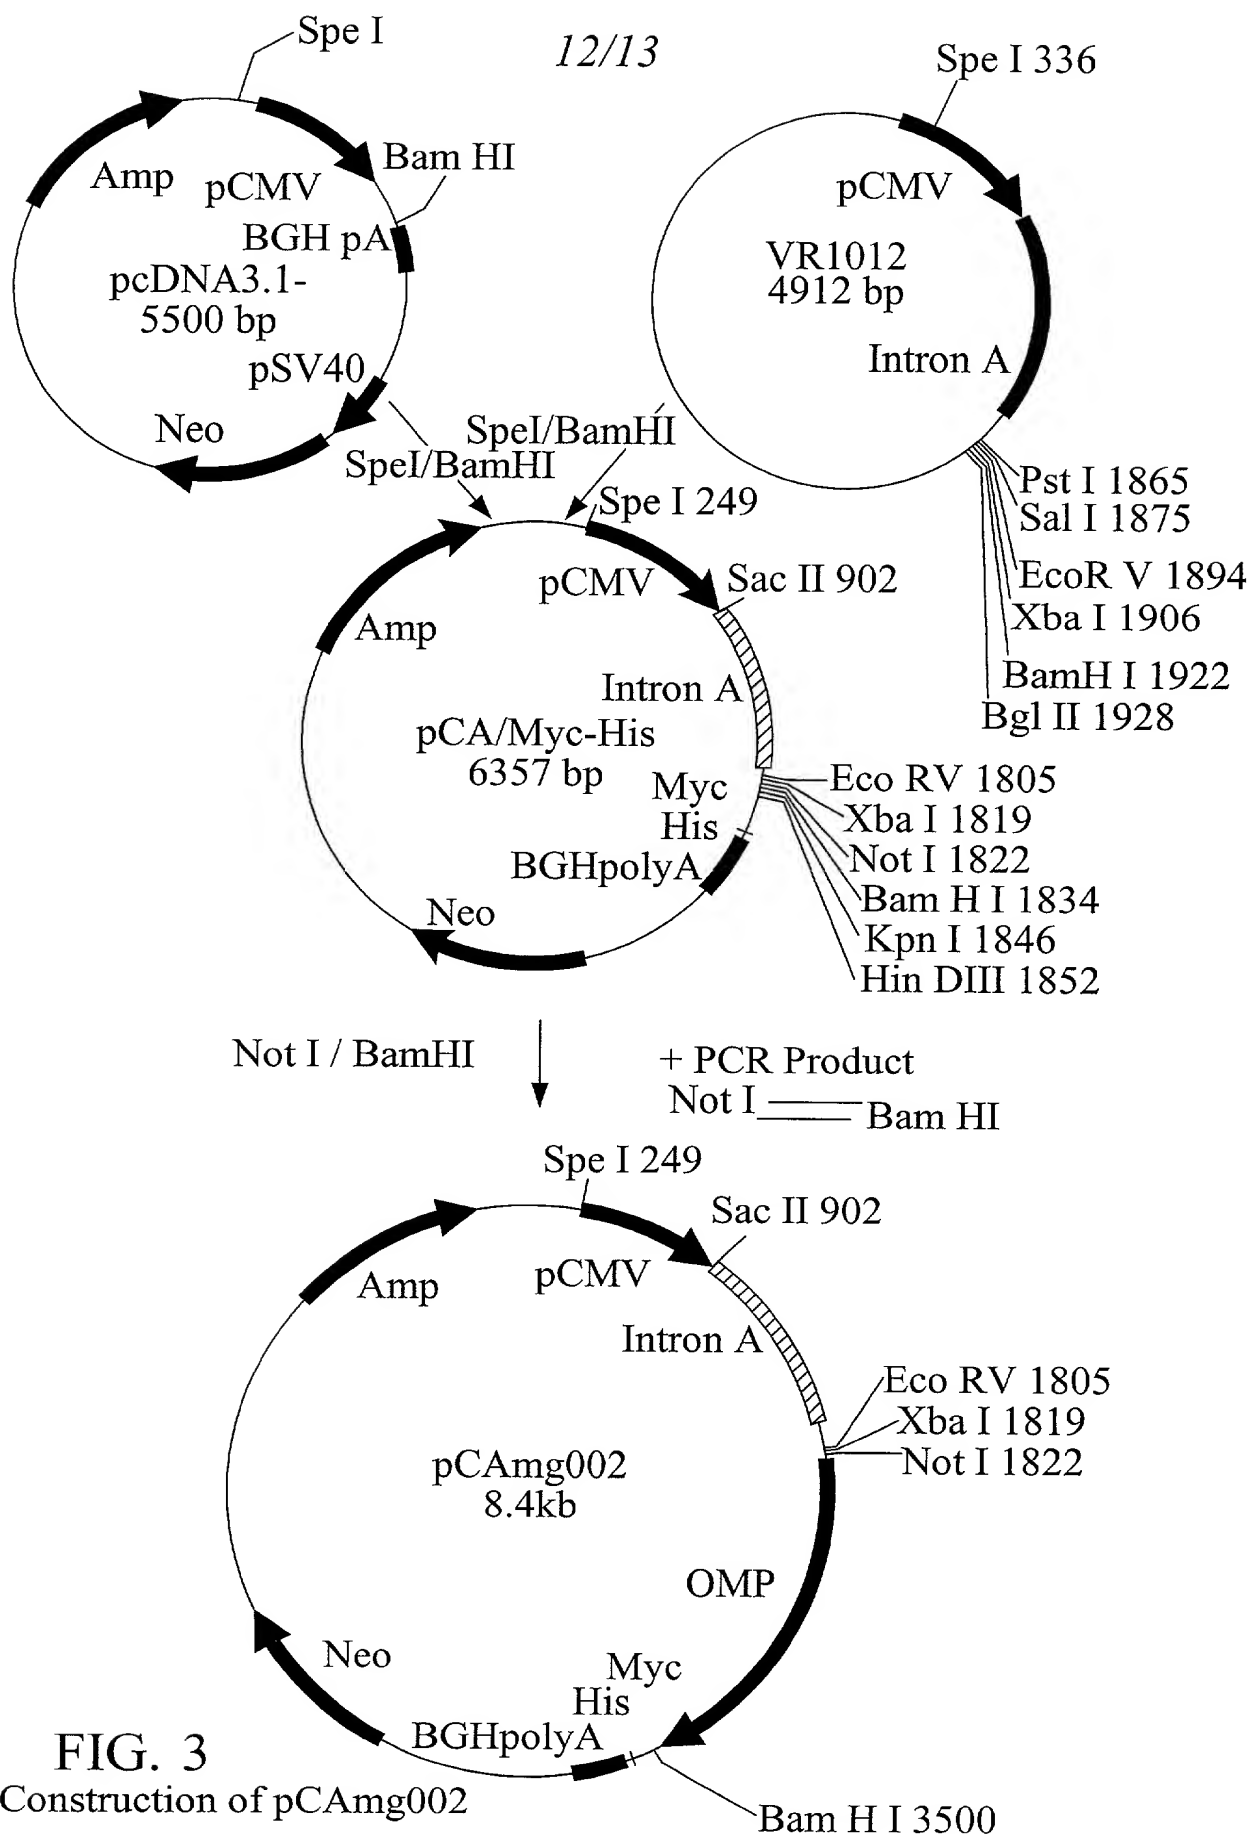 12/13
Spe I
Amp
pCMV
Bam HI
BGH pA
pcDNA3.1-
5500 bp
pSV40
Neo
SpeI/BamHI
Spe I 336
pCMV
VR1012
4912 bp
Intron A
SpeI/BamHI
Pst I 1865
Sal I 1875
EcoR V 1894
Xba I 1906
BamH I 1922
Bgl II 1928
Spe I 249
pCMV
Sac II 902
Amp
Intron A
pCA/Myc-His
6357 bp
Myc
His
BGHpolyA
Neo
Eco RV 1805
Xba I 1819
Not I 1822
Bam H I 1834
Kpn I 1846
Hin DIII 1852
Not I / BamHI
+ PCR Product
Not I
Bam HI
Spe I 249
Sac II 902
Amp
pCMV
Intron A
Eco RV 1805
Xba I 1819
Not I 1822
pCAmg002
8.4kb
OMP
Neo
Myc
His
BGHpolyA
Bam H I 3500
FIG. 3
Construction of pCAmg002